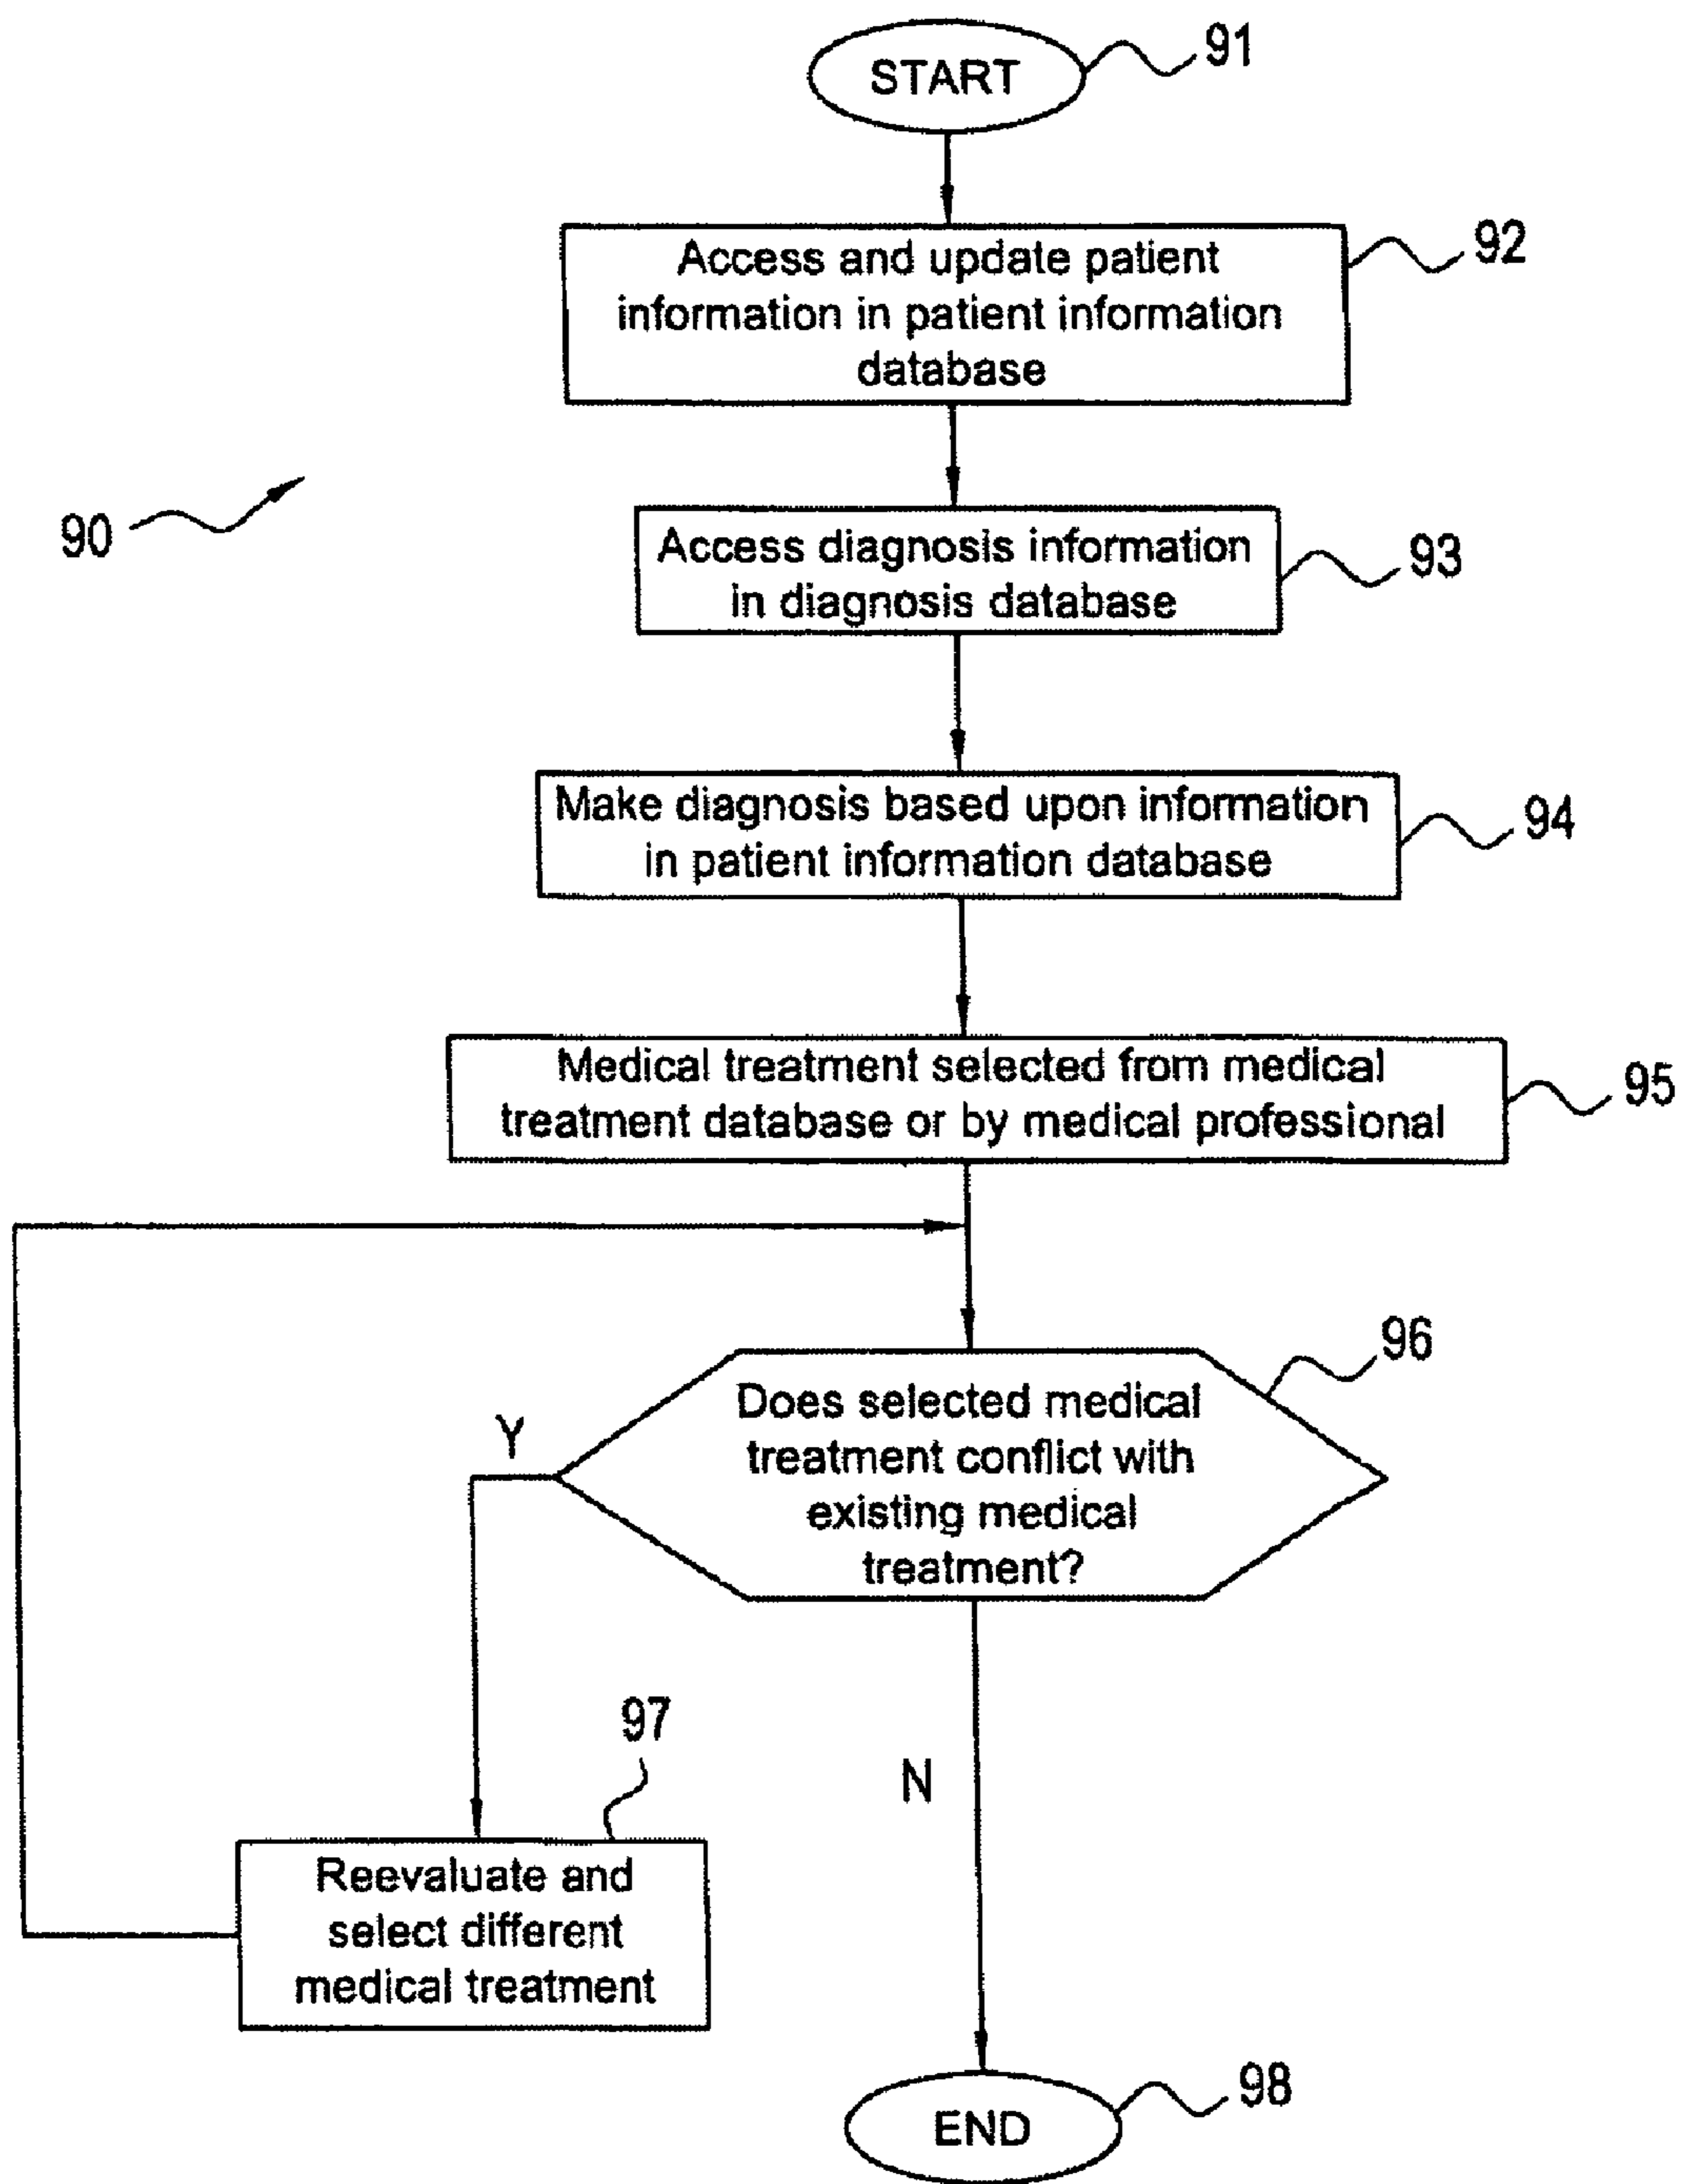 START
91
Access and update patient
information in patient information
database
92
90
Access diagnosis information
in diagnosis database
93
Make diagnosis based upon information
in patient information database
94
Medical treatment selected from medical
treatment database or by medical professional
95
96
Y
Does selected medical
treatment conflict with
existing medical
treatment?
97
N
Reevaluate and
select different
medical treatment
98
END